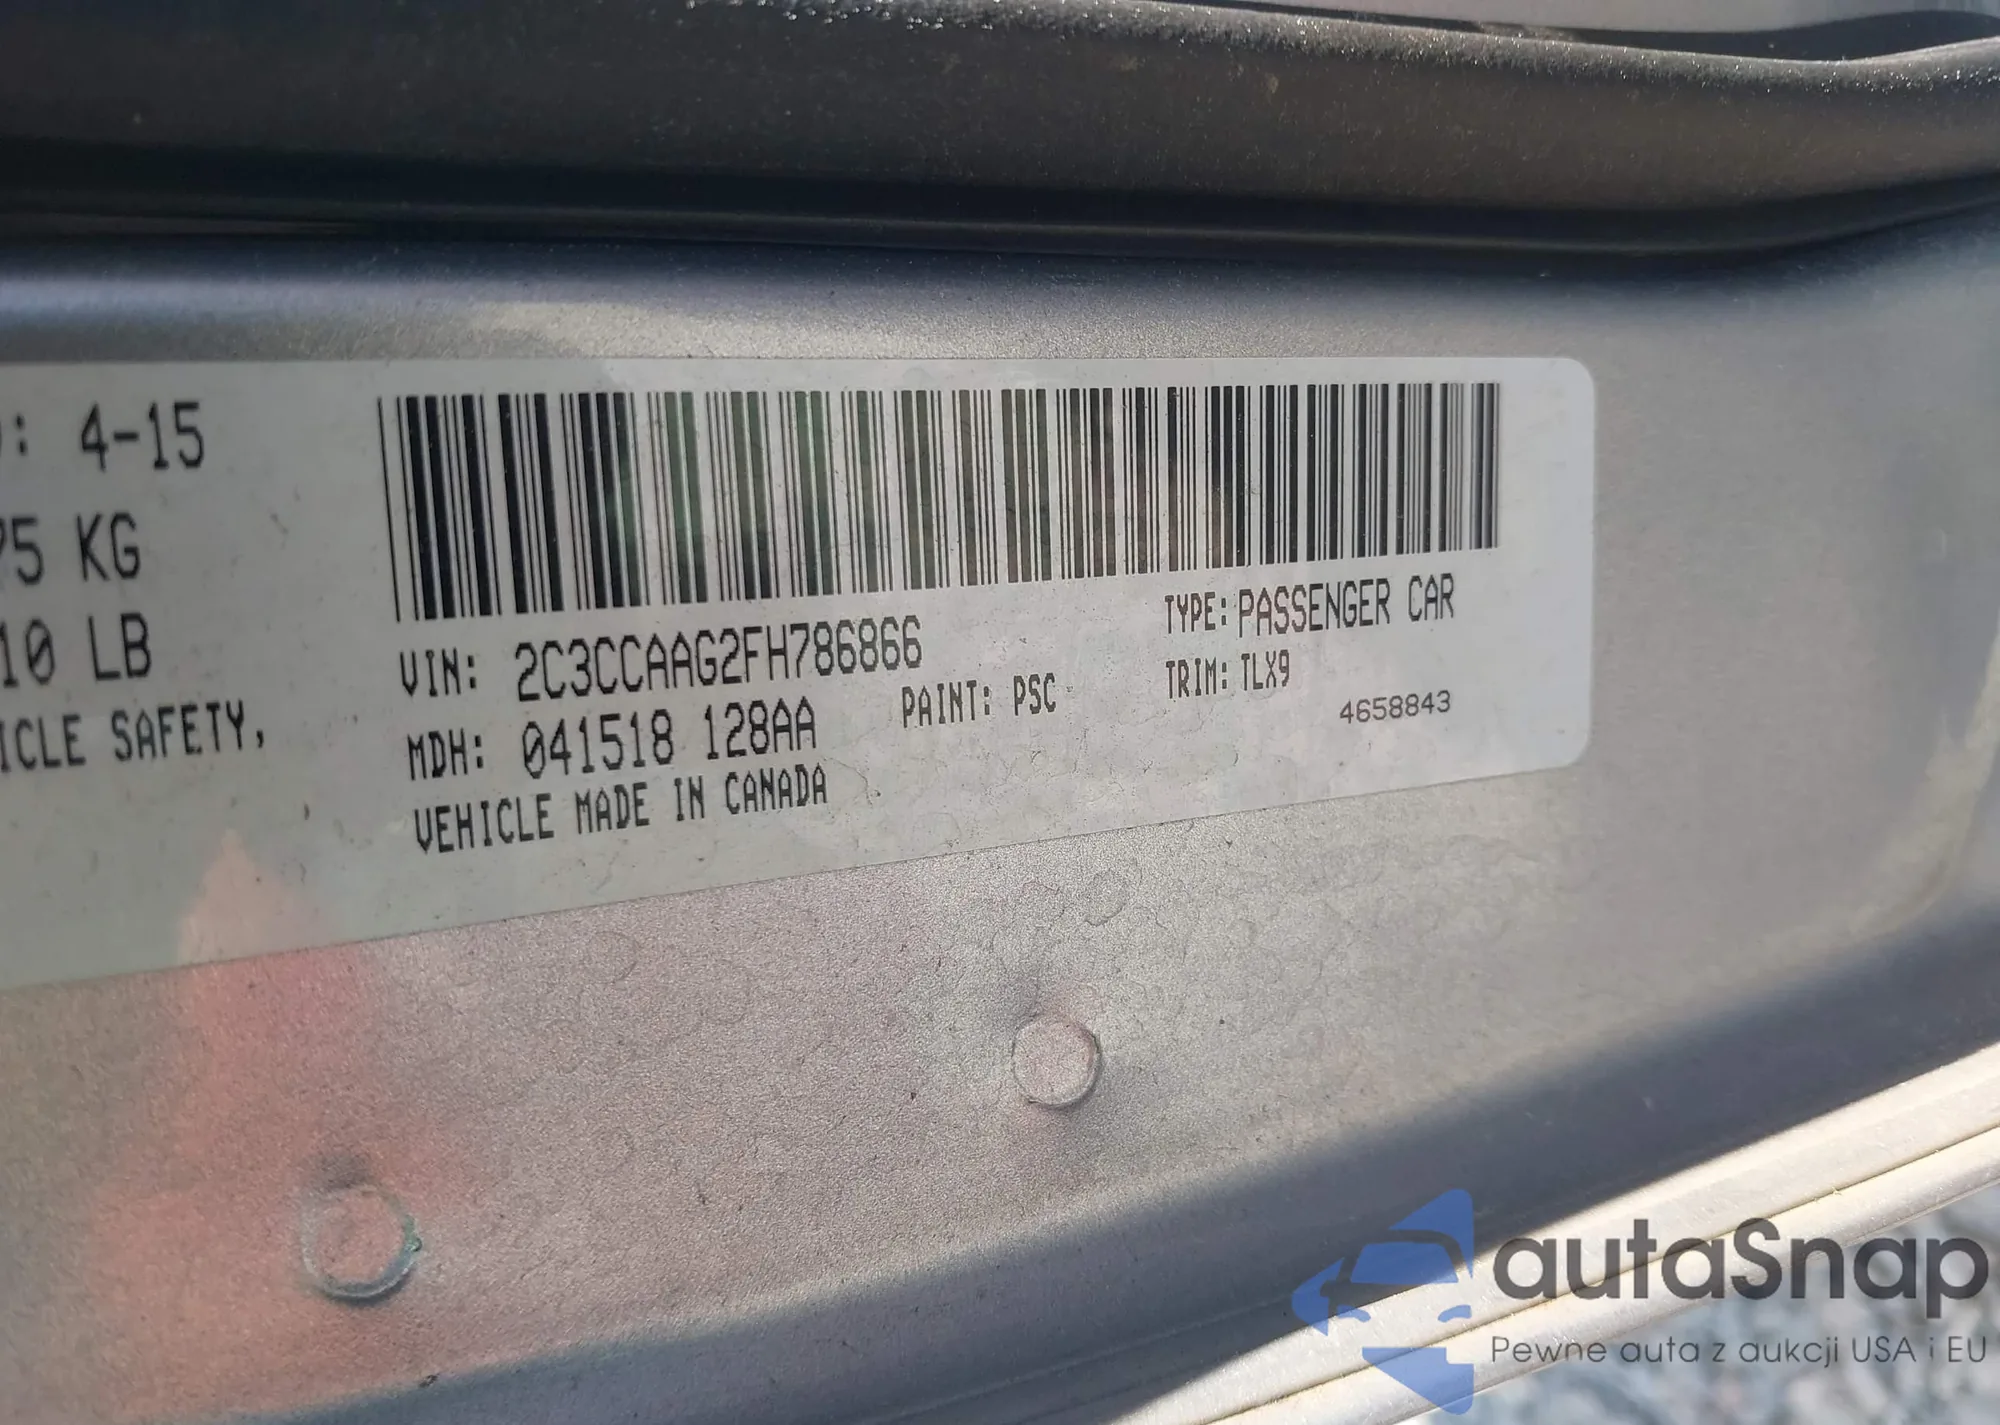 : 4-15
5 KG
10 LB
ICLE SAFETY,
VIN: 2C3CCAAG2FH786866
TYPE: PASSENGER CAR
MDH: 041518 128AA
PAINT: PSC
TRIM: TLX9
4658843
VEHICLE MADE IN CANADA
autaSnap
Pewne auta z aukcji USA i EU